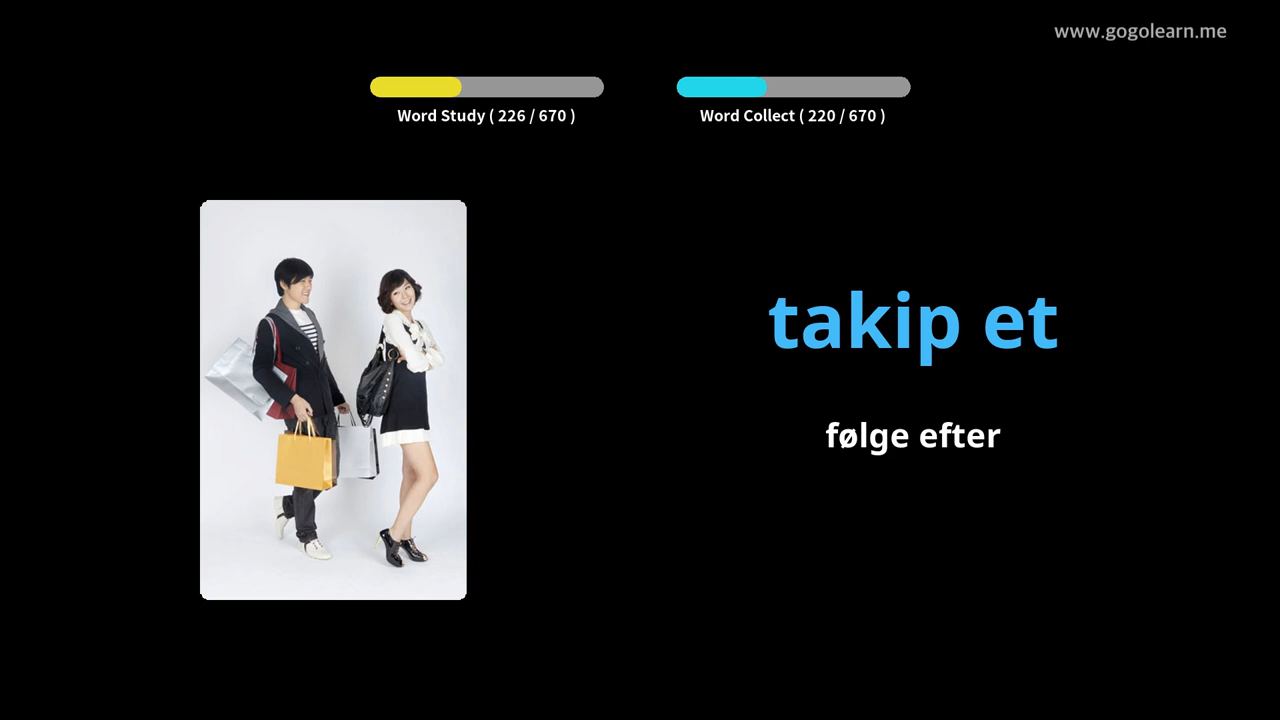 www.gogolearn.me
Word Study ( 226 / 670 )
Word Collect ( 220 / 670 )
takip et
følge efter